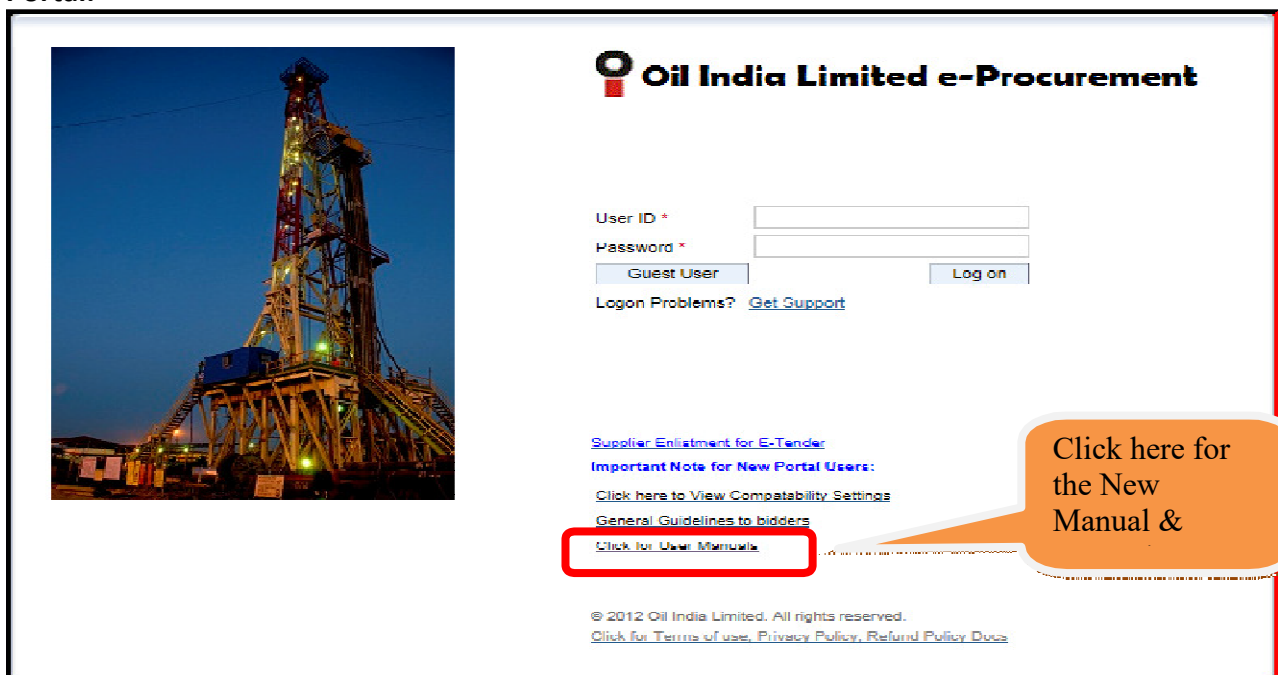 Oil India Limited e-Procurement
User ID *
Password *
Guest User Log on
Logon Problems? Get Support
Supplier Enlistment for E-Tender
Important Note for New Portal Users:
Click here to View Compatability Settings
General Guidelines to bidders
Click for User Manuals
Click here for
the New
Manual &
© 2012 Oil India Limited. All rights reserved.
Click for Terms of use, Privacy Policy, Refund Policy Docs